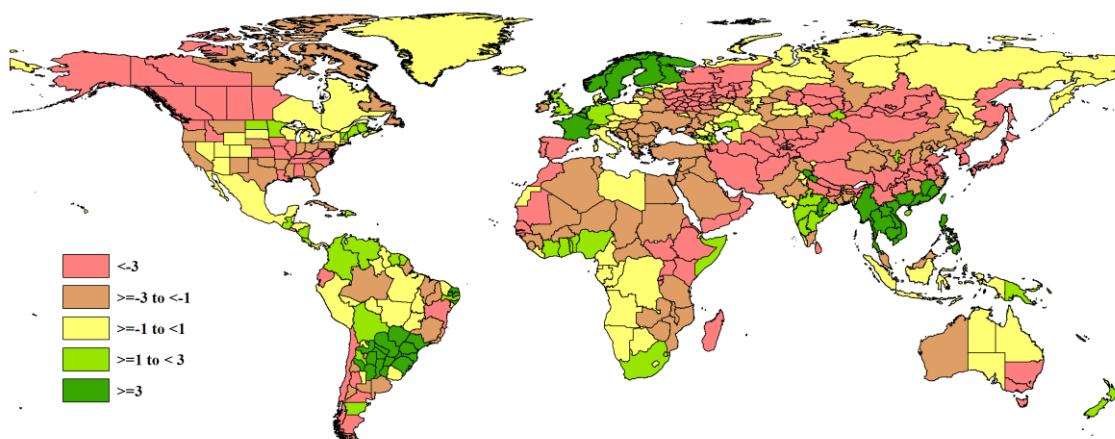 <-3
>=-3 to <-1
>=-1 to <1
>=1 to < 3
>=3